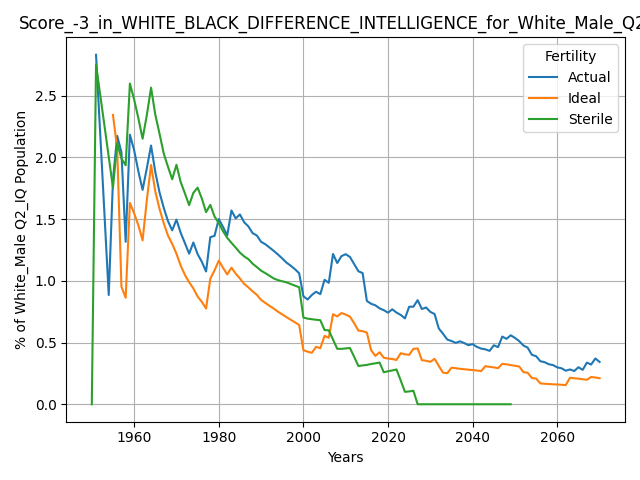 Score_-3_in_WHITE_BLACK_DIFFERENCE_INTELLIGENCE_for_White_Male_Q2
Fertility
Actual
Ideal
Sterile
% of White_Male Q2_IQ Population
2.5
2.0
1.5
1.0
0.5
0.0
1960 1980 2000 2020 2040 2060
Years